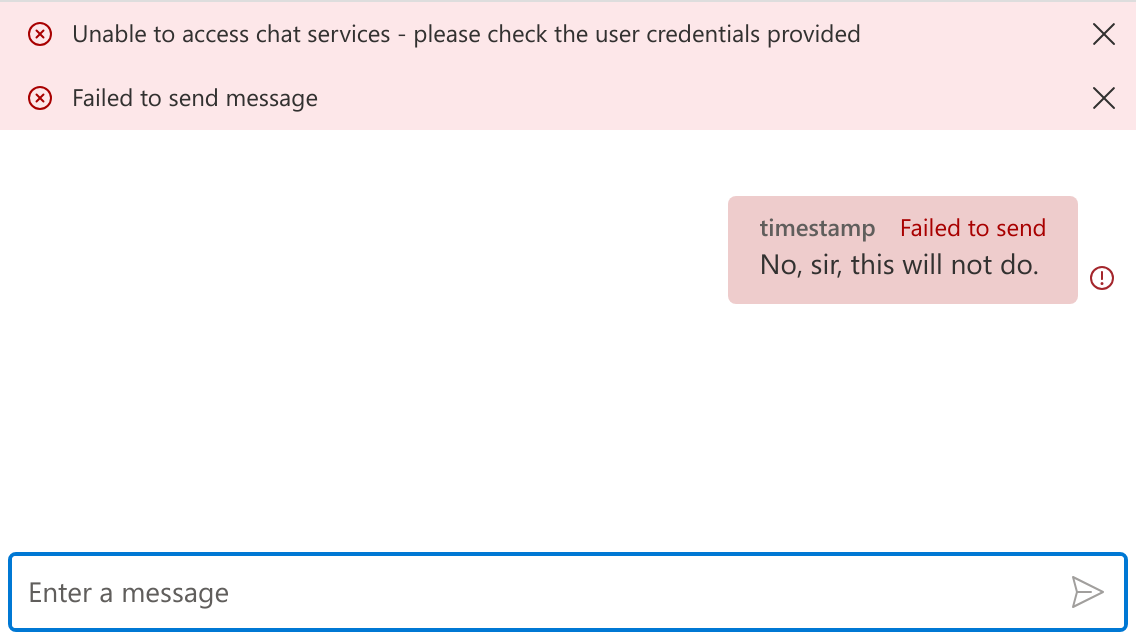 Unable to access chat services - please check the user credentials provided
Failed to send message
timestamp Failed to send
No, sir, this will not do.
Enter a message